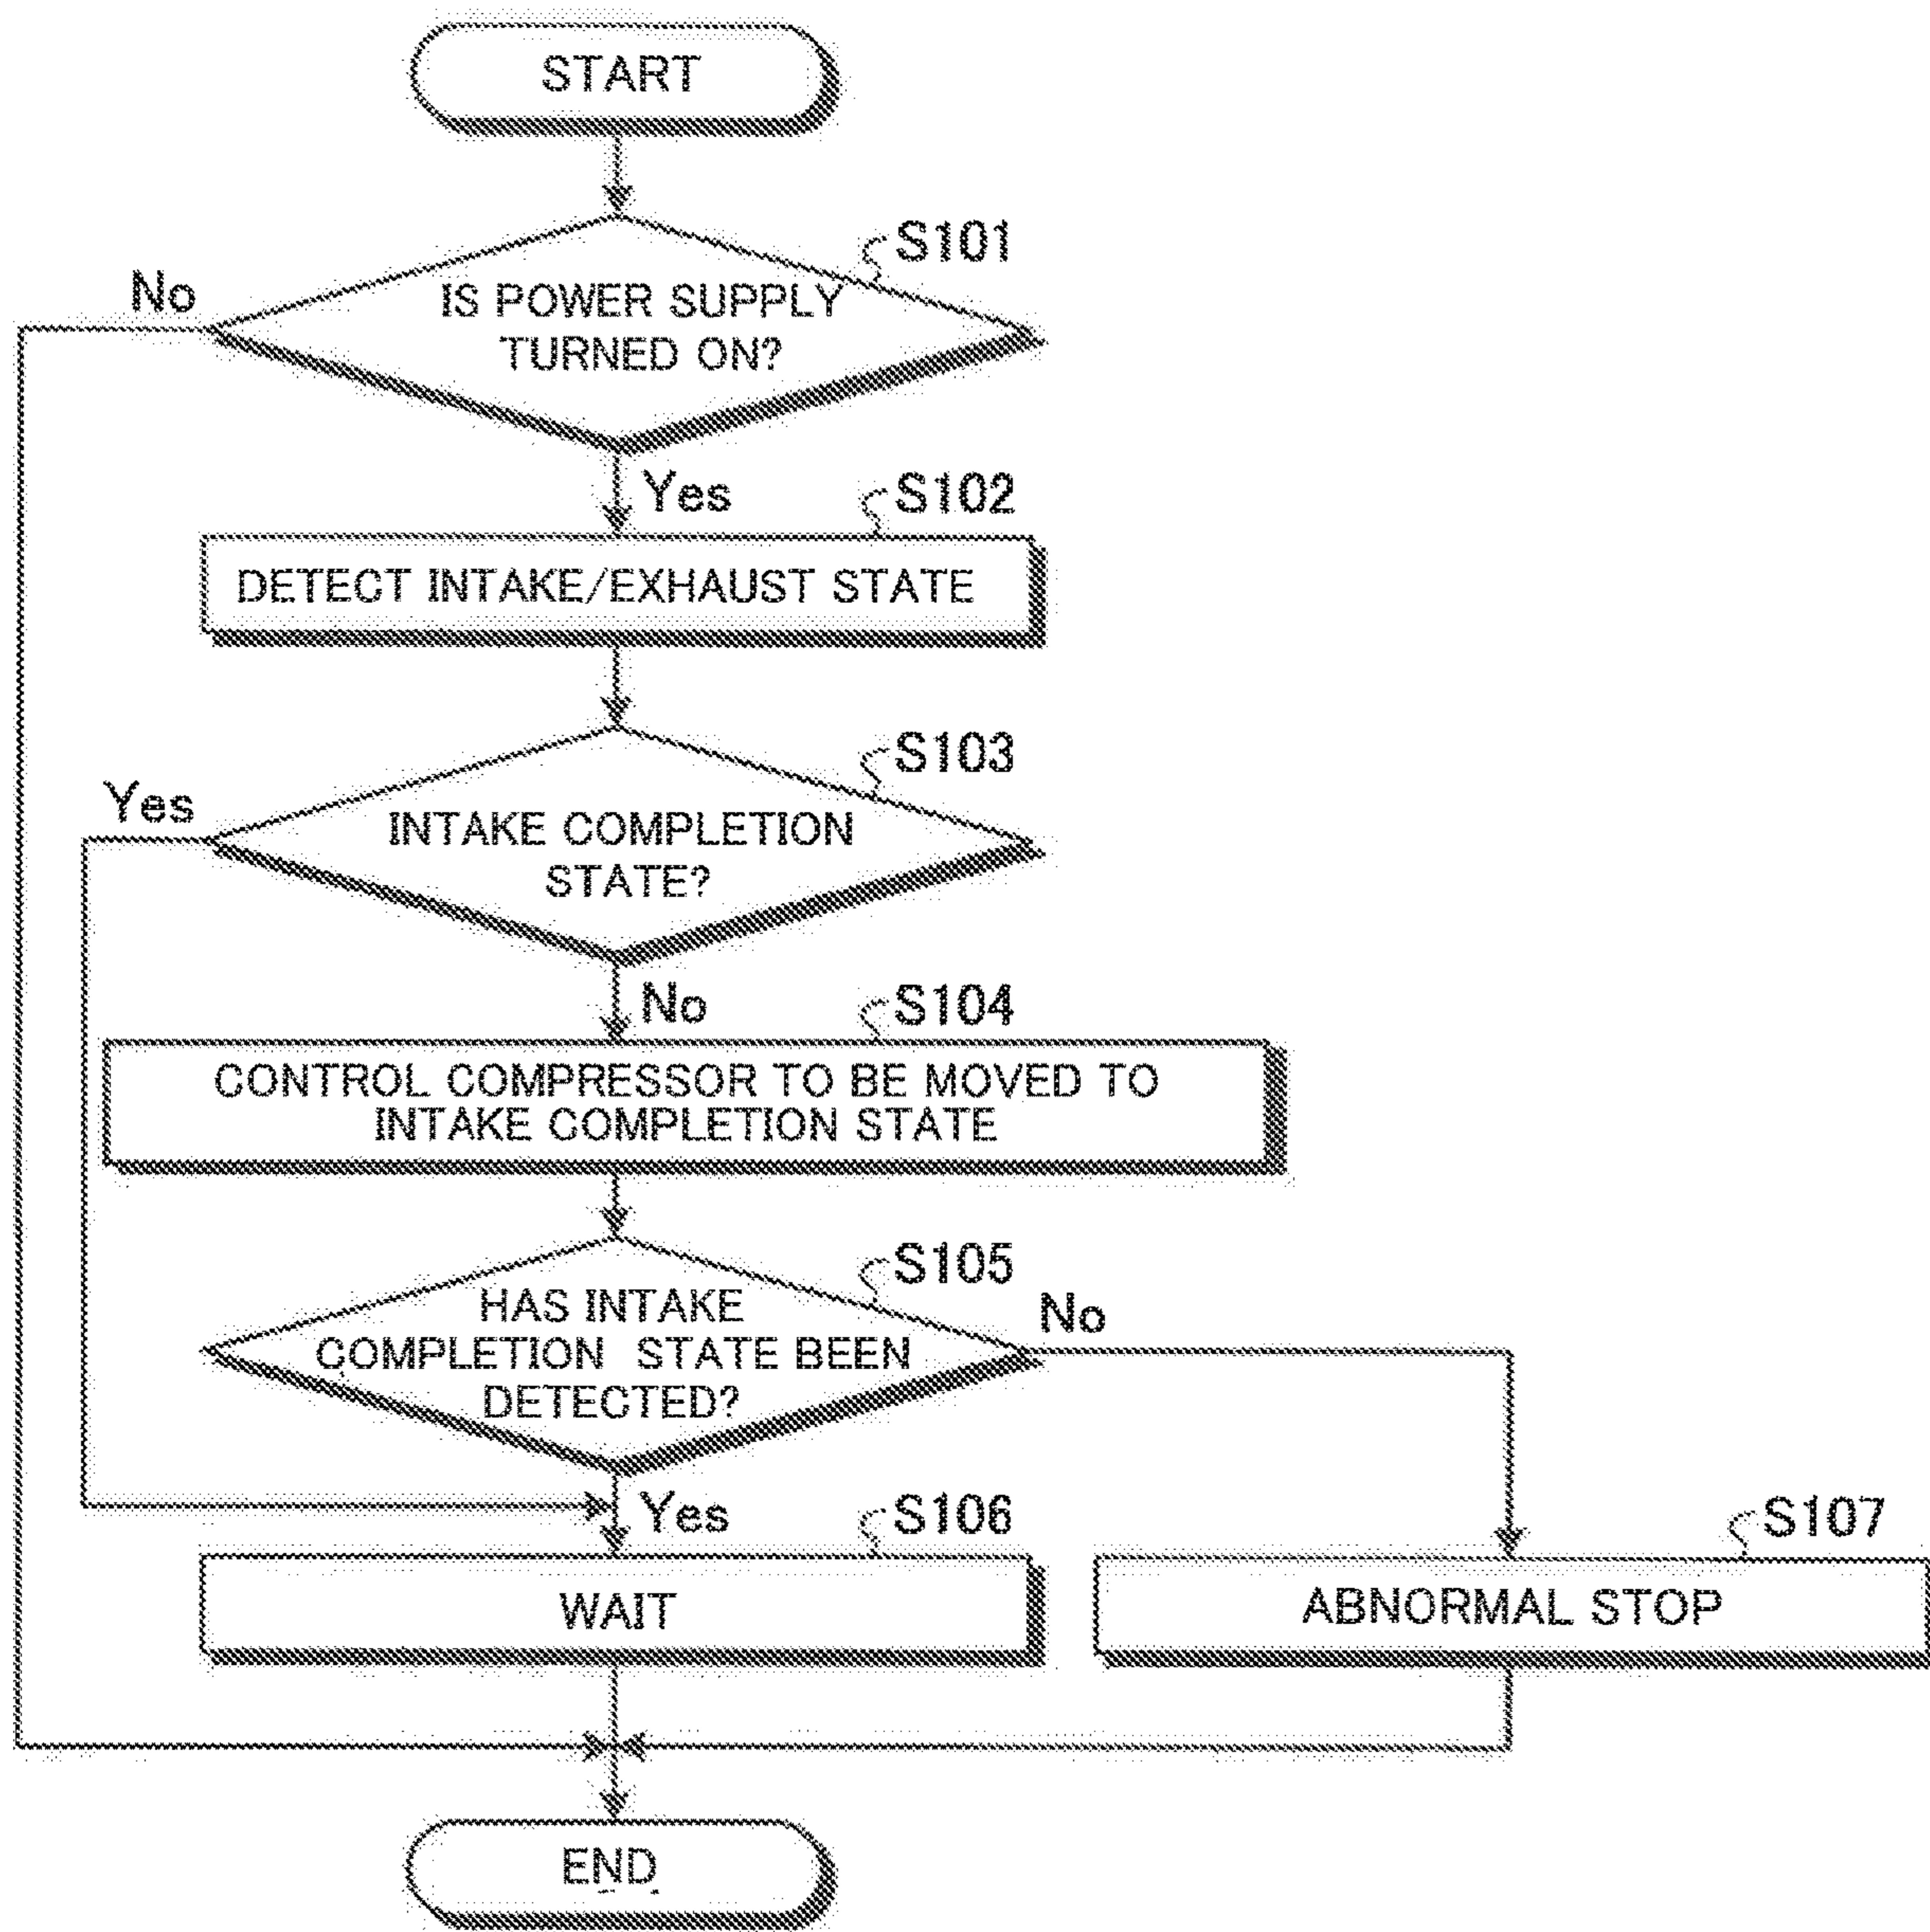 START
S101
No
IS POWER SUPPLY
TURNED ON?
Yes
S102
DETECT INTAKE/EXHAUST STATE
S103
Yes
INTAKE COMPLETION
STATE?
No
S104
CONTROL COMPRESSOR TO BE MOVED TO
INTAKE COMPLETION STATE
S105
HAS INTAKE
No
COMPLETION STATE BEEN
DETECTED?
Yes
S106
S107
WAIT
ABNORMAL STOP
END